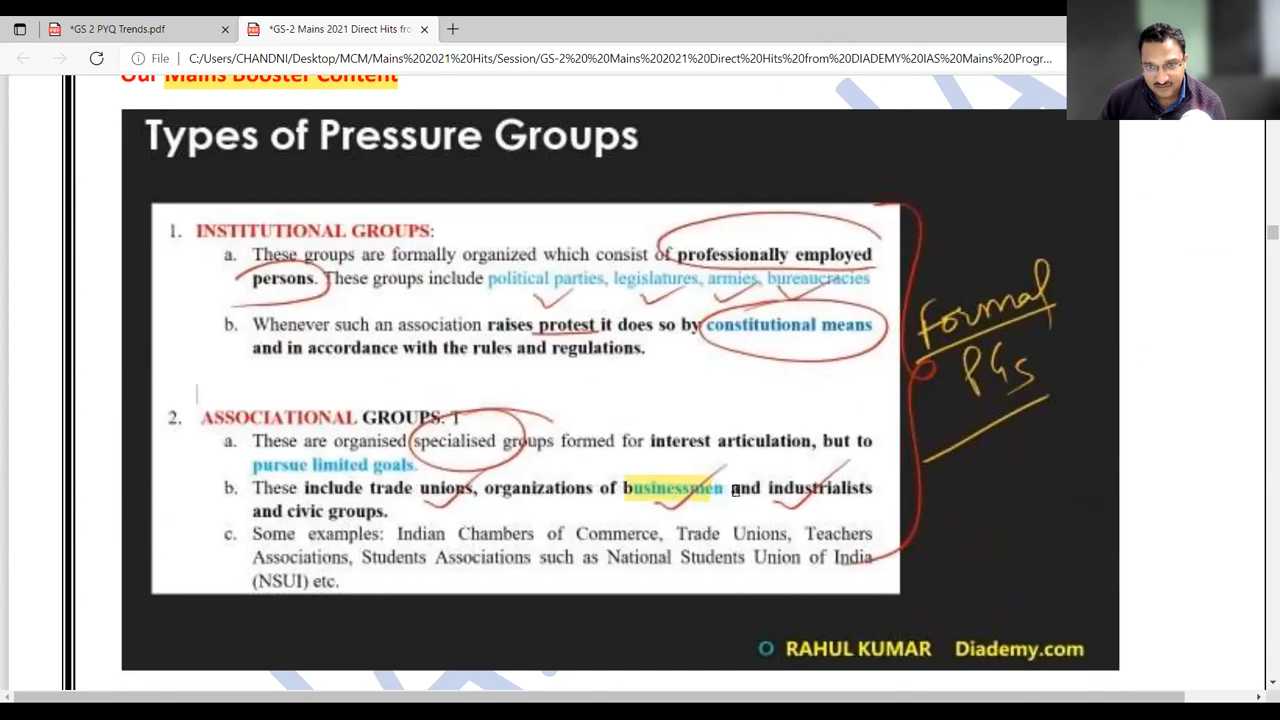 *GS 2 PYQ Trends.pdf
*GS-2 Mains 2021 Direct Hits from
File
C:/Users/CHANDNI/Desktop/MCM/Mains%202021%20Hits/Session/GS-2%20%20Mains%202021%20Direct%20Hits%20from%20DIADEMY%20IAS%20Mains%20Progr...
Our Mains Booster Content
Types of Pressure Groups
1. INSTITUTIONAL GROUPS:
a. These groups are formally organized which consist of professionally employed
persons. These groups include political parties, legislatures, armies, bureaucracies
b. Whenever such an association raises protest it does so by constitutional means
and in accordance with the rules and regulations.
Formal
PGs
2. ASSOCIATIONAL GROUPS: T
a. These are organised specialised groups formed for interest articulation, but to
pursue limited goals.
b. These include trade unions, organizations of businessmen and industrialists
and civic groups.
c. Some examples: Indian Chambers of Commerce, Trade Unions, Teachers
Associations, Students Associations such as National Students Union of India
(NSUI) etc.
RAHUL KUMAR Diademy.com